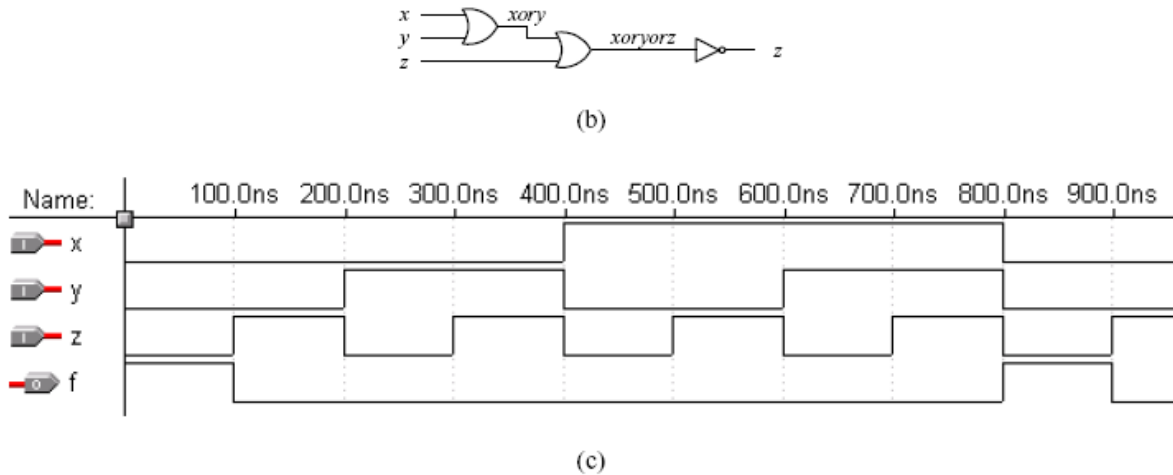 x xory
y xoryorz z
z
(b)
Name: 100.0ns 200.0ns 300.0ns 400.0ns 500.0ns 600.0ns 700.0ns 800.0ns 900.0ns
I x
I y
I z
O f
(c)